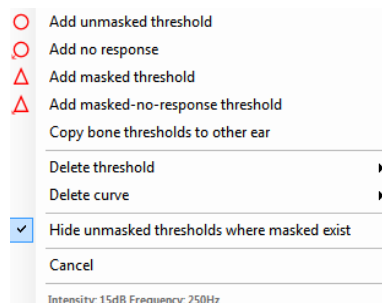 Add unmasked threshold
Add no response
Add masked threshold
Add masked-no-response threshold
Copy bone thresholds to other ear
Delete threshold
Delete curve
Hide unmasked thresholds where masked exist
Cancel
Intensity: 15dB Frequency: 250Hz